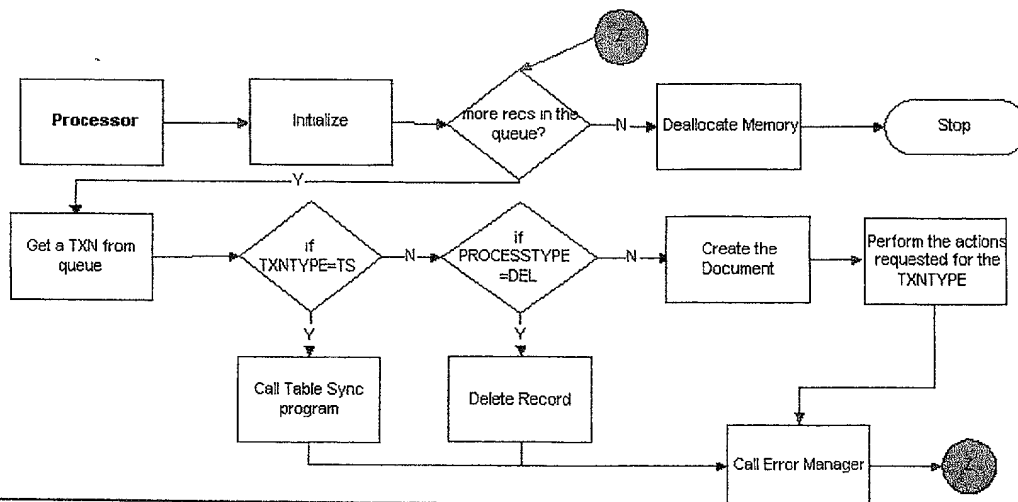 Z
Processor
Initialize
more recs in the
queue?
N
Deallocate Memory
Stop
Y
Get a TXN from
queue
if
TXNTYPE=TS
N
if
PROCESSTYPE
=DEL
N
Create the
Document
Perform the actions
requested for the
TXNTYPE
Y
Y
Call Table Sync
program
Delete Record
Call Error Manager
Z